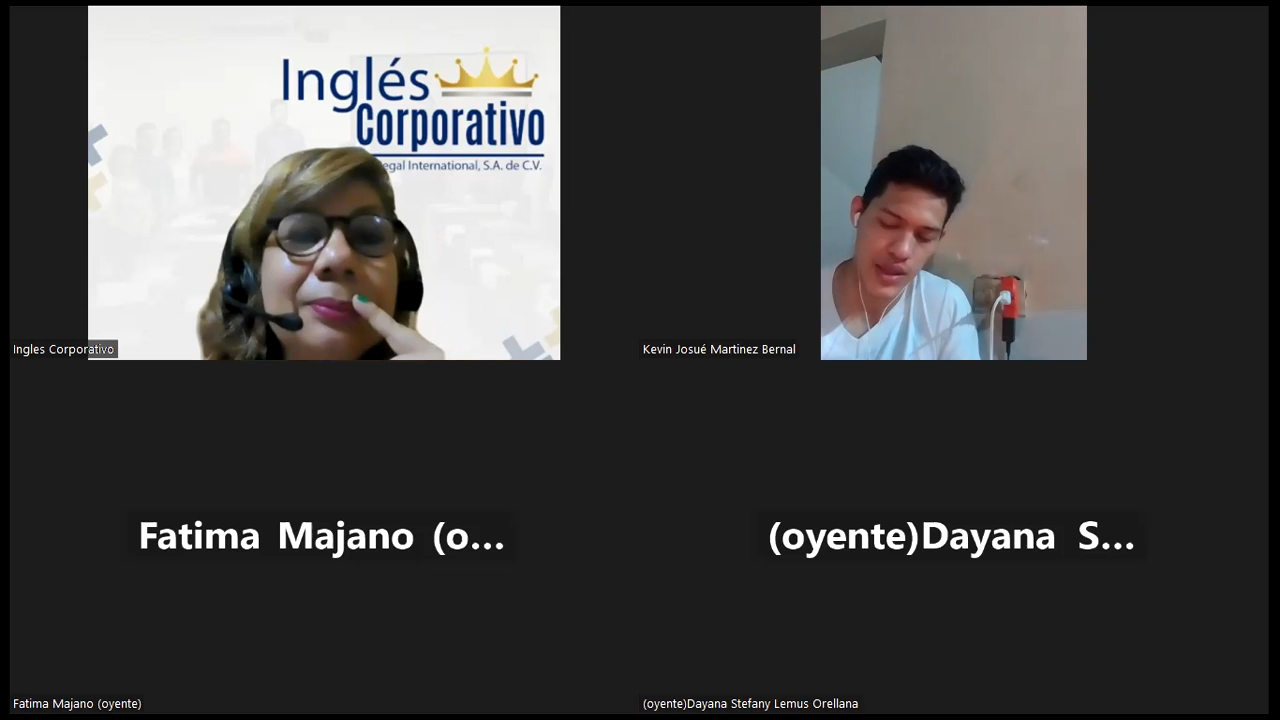 Inglés
Corporativo
egal International, S.A. de C.V.
Ingles Corporativo
Kevin Josué Martinez Bernal
Fatima Majano (o...
(oyente)Dayana S...
Fatima Majano (oyente)
(oyente)Dayana Stefany Lemus Orellana